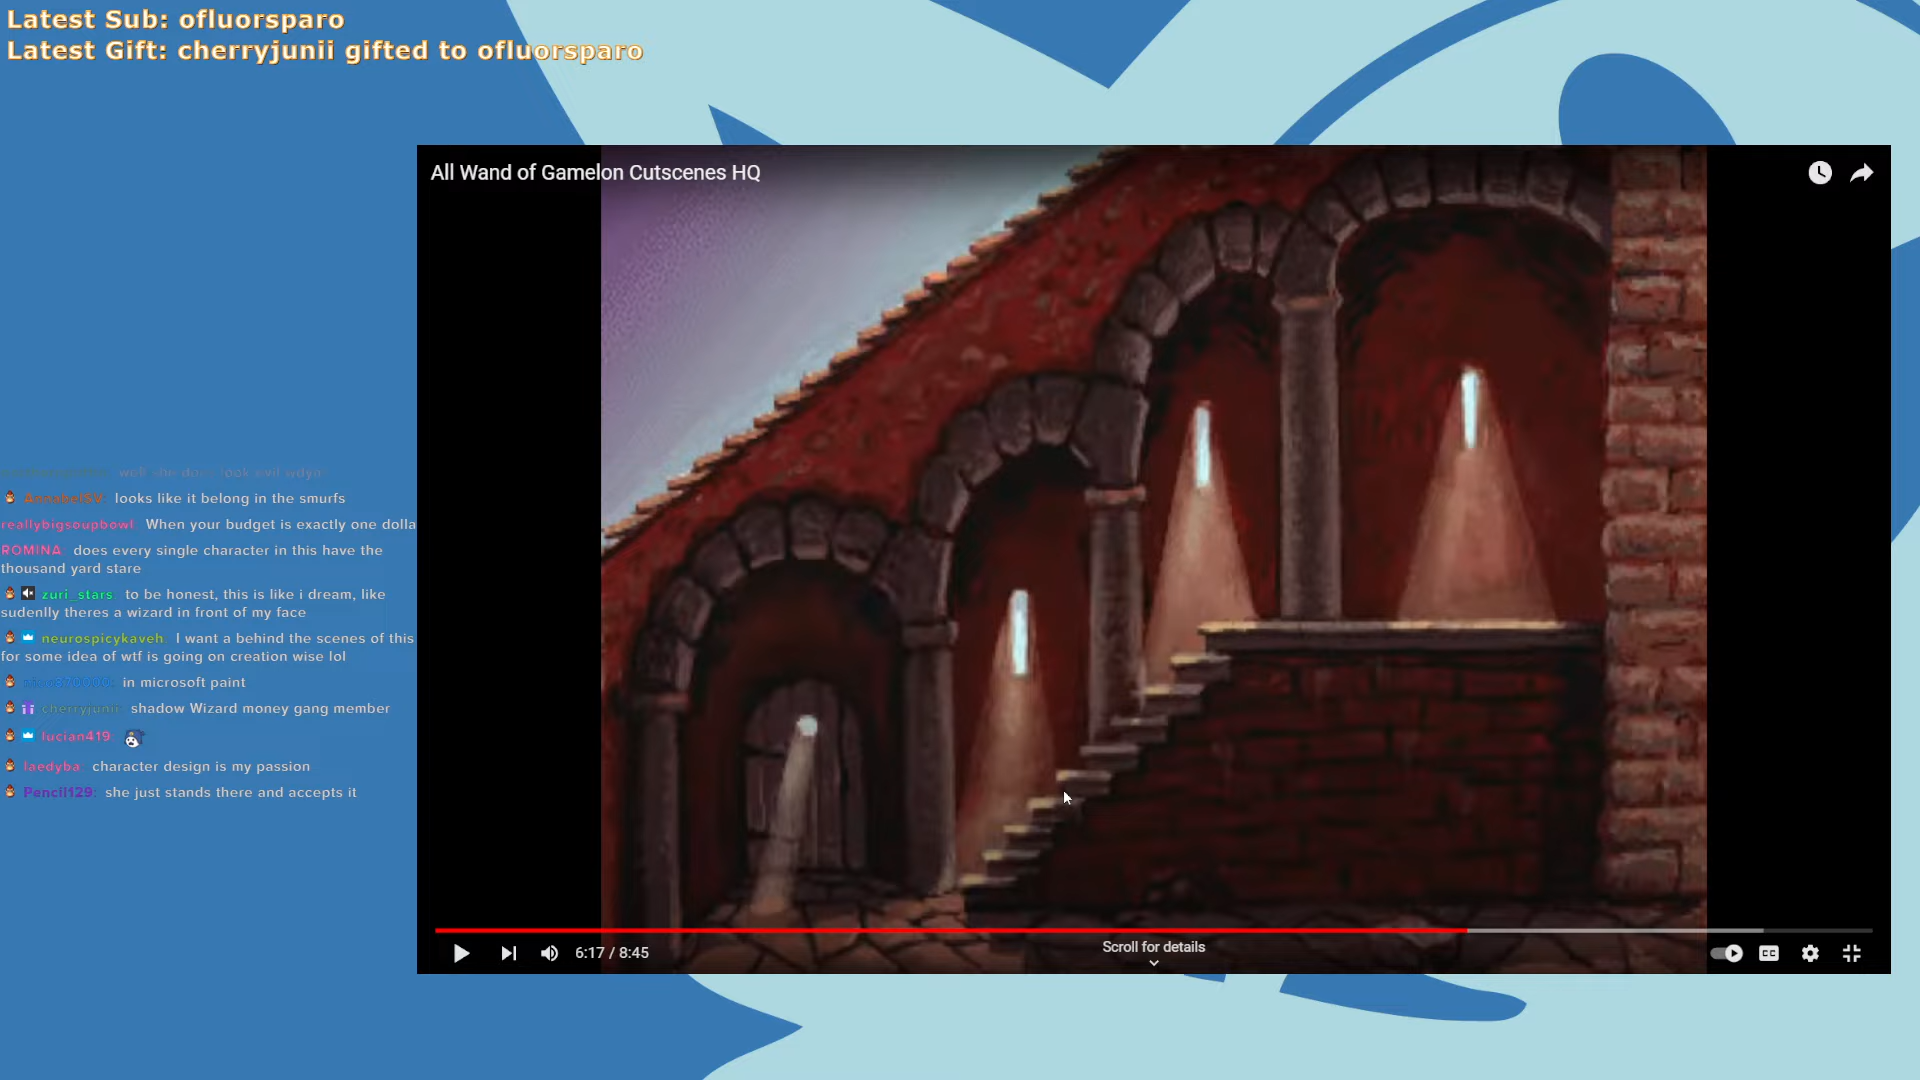 Latest Sub: ofluorsparo
Latest Gift: cherryjunii gifted to ofluorsparo
All Wand of Gamelon Cutscenes HQ
AnnabelSV: looks like it belong in the smurfs
reallybigsoupbowl: When your budget is exactly one dolla
ROMINA: does every single character in this have the
thousand yard stare
zuri_stars: to be honest, this is like i dream, like
sudenlly theres a wizard in front of my face
neurospicykaveh: I want a behind the scenes of this
for some idea of wtf is going on creation wise lol
in microsoft paint
cherryjunii: shadow Wizard money gang member
lucian419:
laedyba: character design is my passion
Pencil129: she just stands there and accepts it
6:17 / 8:45
Scroll for details
CC